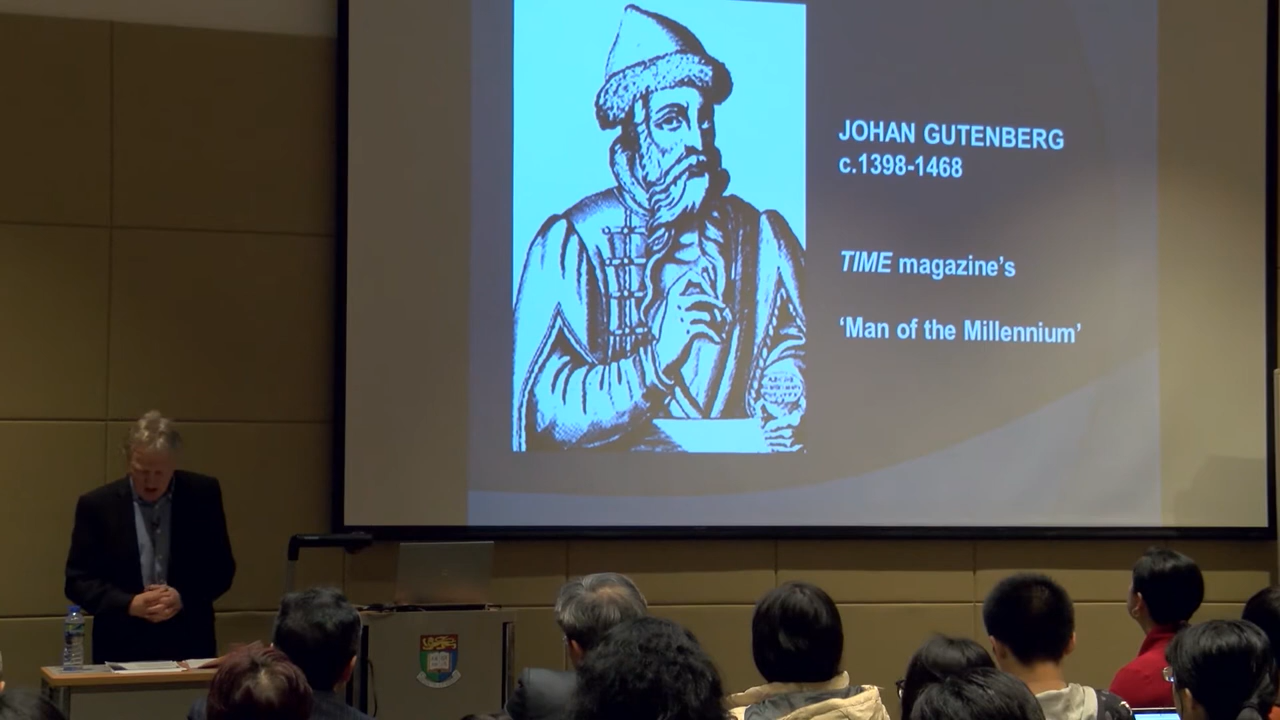 JOHAN GUTENBERG
c.1398-1468
TIME magazine's
‘Man of the Millennium’